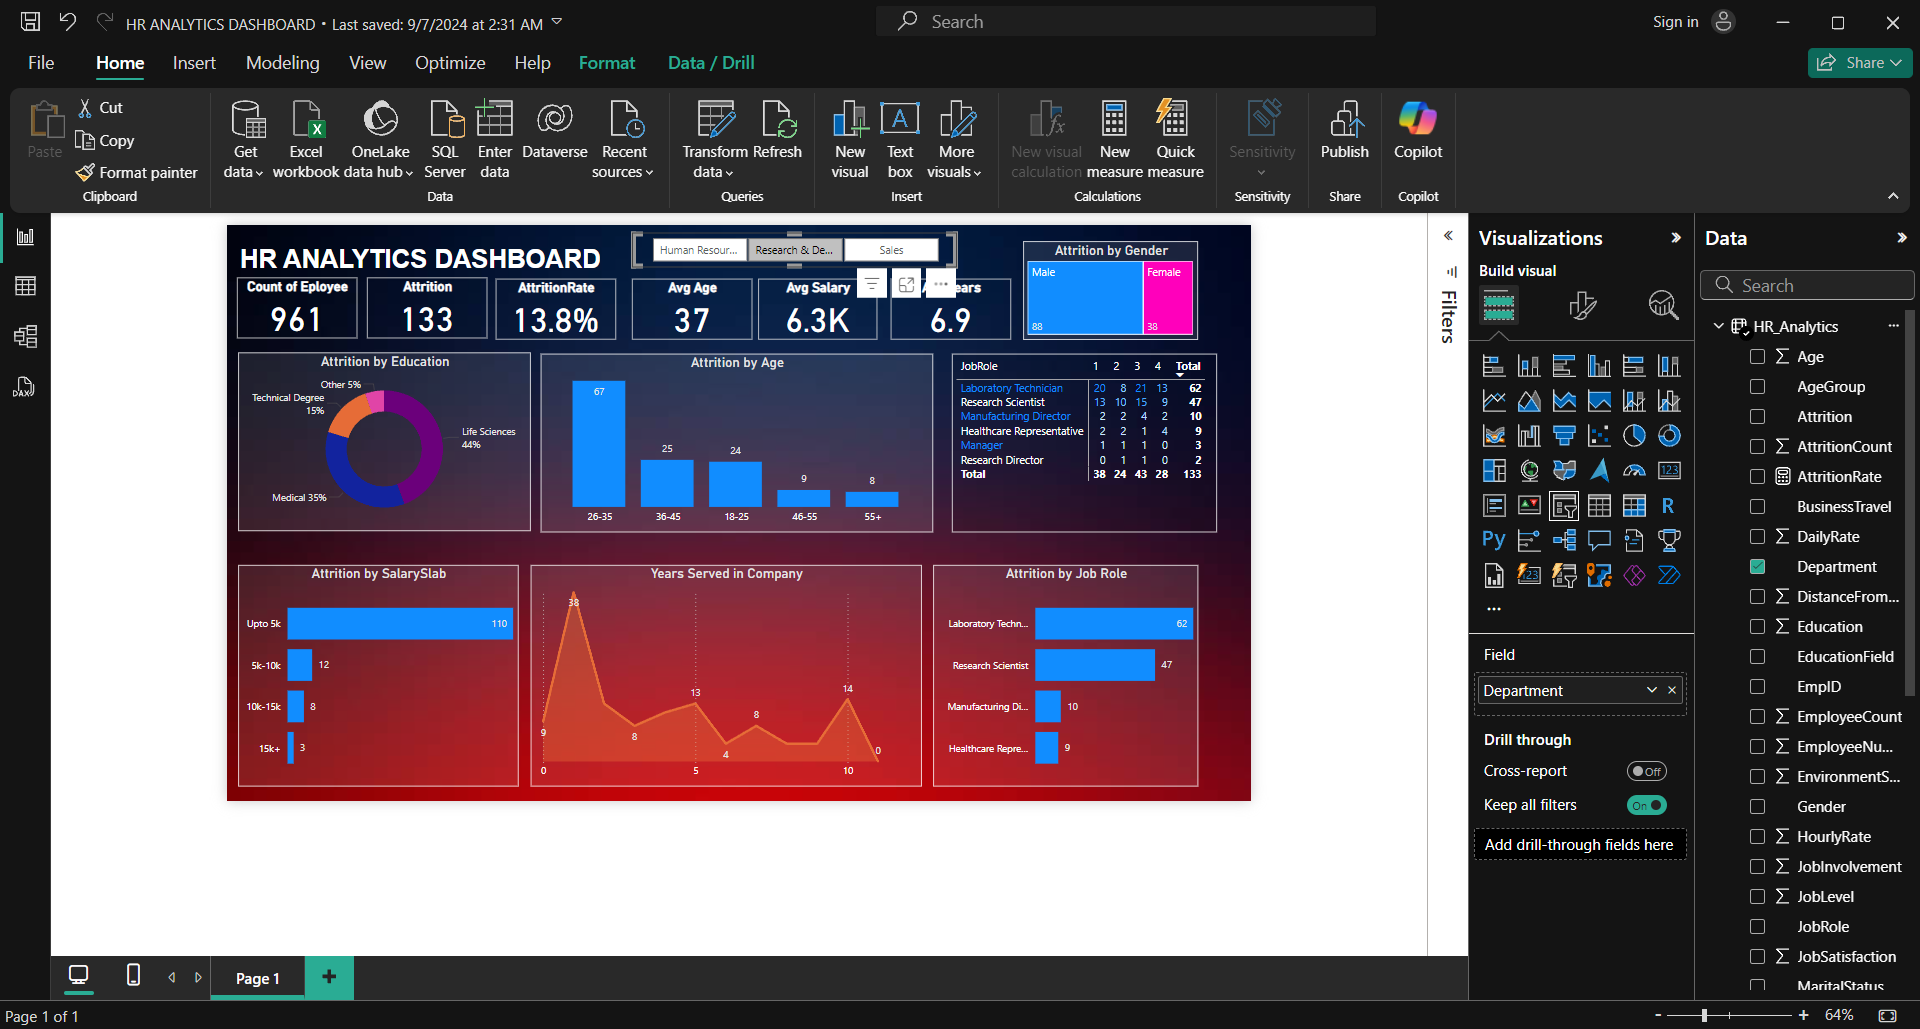 HR ANALYTICS DASHBOARD • Last saved: 9/7/2024 at 2:31 AM
Search
Sign in
File
Home
Insert
Modeling
View
Optimize
Help
Format
Data / Drill
Share
Paste
Cut
Copy
Format painter
Clipboard
Get data
Excel workbook
OneLake data hub
SQL Server
Enter data
Dataverse
Recent sources
Data
Transform data
Refresh
Queries
New visual
Text box
More visuals
Insert
New visual calculation
New measure
Quick measure
Calculations
Sensitivity
Sensitivity
Publish
Share
Copilot
Copilot
HR ANALYTICS DASHBOARD
Human Resour...
Research & De...
Sales
Count of Eployee
961
Attrition
133
AttritionRate
13.8%
Avg Age
37
Avg Salary
6.3K
ears
6.9
Attrition by Gender
Male
88
Female
38
Attrition by Education
Other 5%
Technical Degree
15%
Life Sciences
44%
Medical 35%
Attrition by Age
67
25
24
9
8
26-35
36-45
18-25
46-55
55+
JobRole 1 2 3 4 Total
Laboratory Technician 20 8 21 13 62
Research Scientist 13 10 15 9 47
Manufacturing Director 2 2 4 2 10
Healthcare Representative 2 2 1 4 9
Manager 1 1 1 0 3
Research Director 0 1 1 0 2
Total 38 24 43 28 133
Attrition by SalarySlab
Upto 5k 110
5k-10k 12
10k-15k 8
15k+ 3
Years Served in Company
38
9
8
13
4
8
14
0
0
5
10
Attrition by Job Role
Laboratory Techn... 62
Research Scientist 47
Manufacturing Di... 10
Healthcare Repre... 9
Filters
Visualizations
Build visual
123
R
Py
123
...
Field
Department
Drill through
Cross-report
Off
Keep all filters
On
Add drill-through fields here
Data
Search
HR_Analytics
Age
AgeGroup
Attrition
AttritionCount
AttritionRate
BusinessTravel
DailyRate
Department
DistanceFrom...
Education
EducationField
EmpID
EmployeeCount
EmployeeNu...
EnvironmentS...
Gender
HourlyRate
JobInvolvement
JobLevel
JobRole
JobSatisfaction
MaritalStatus
DAX
Page 1
+
Page 1 of 1
- + 64%